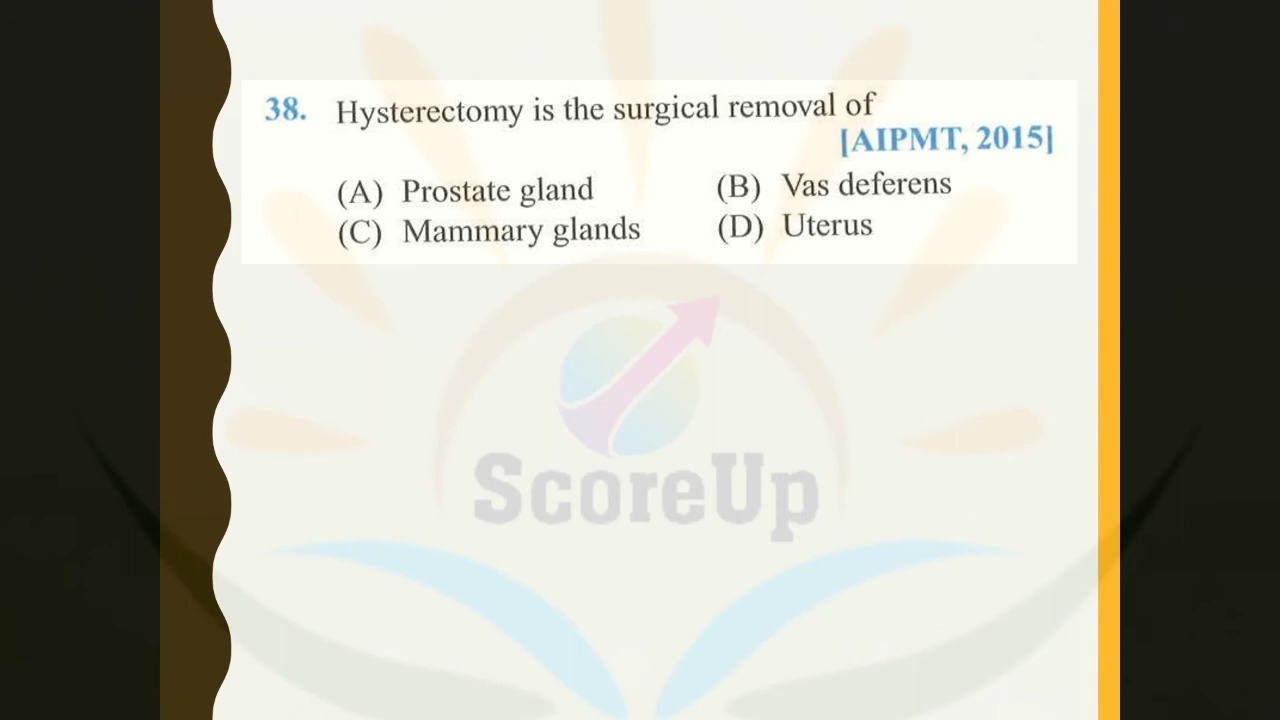 38. Hysterectomy is the surgical removal of
[AIPMT, 2015]
(A) Prostate gland (B) Vas deferens
(C) Mammary glands (D) Uterus
ScoreUp